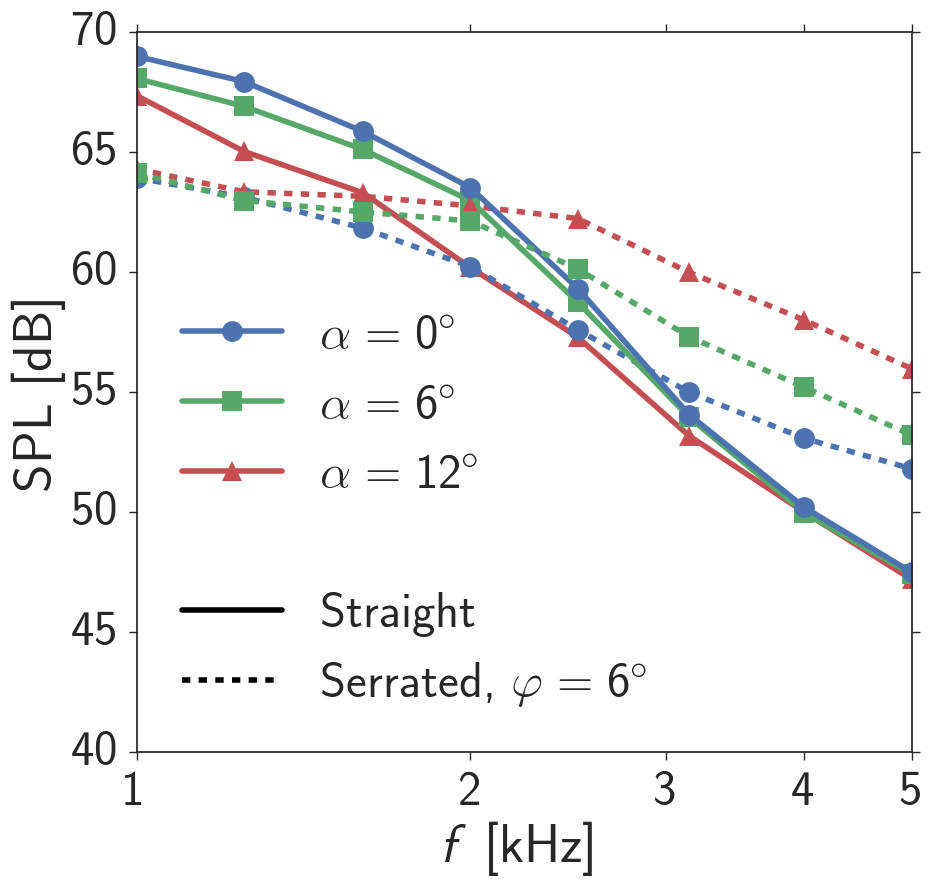 70
65
60
55
50
45
40
SPL [dB]
α = 0°
α = 6°
α = 12°
Straight
Serrated, φ = 6°
1 2 3 4 5
f [kHz]